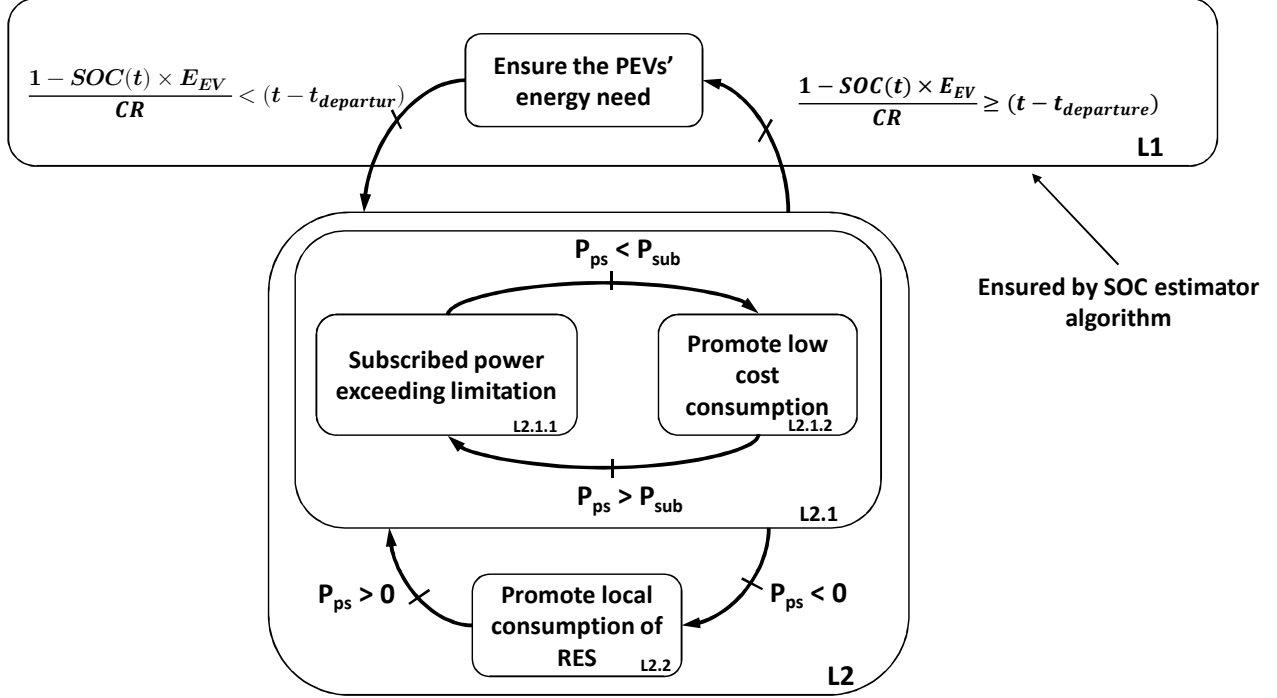 Ensure the PEVs'
energy need
1 − SOC(t) × E_EV
CR
< (t − t_departur)
1 − SOC(t) × E_EV
CR
≥ (t − t_departure)
L1
P_ps < P_sub
Ensured by SOC estimator
algorithm
Subscribed power
exceeding limitation
L2.1.1
Promote low
cost
consumption
L2.1.2
P_ps > P_sub
L2.1
P_ps > 0
Promote local
consumption of
RES
L2.2
P_ps < 0
L2